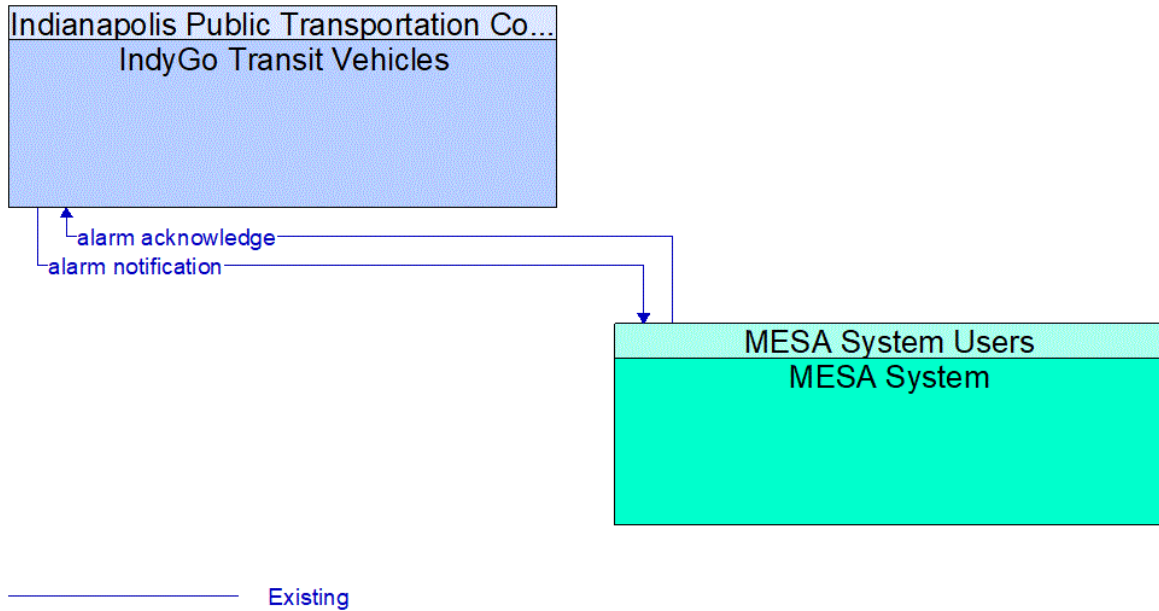 Indianapolis Public Transportation Co...
IndyGo Transit Vehicles
alarm acknowledge
alarm notification
MESA System Users
MESA System
Existing